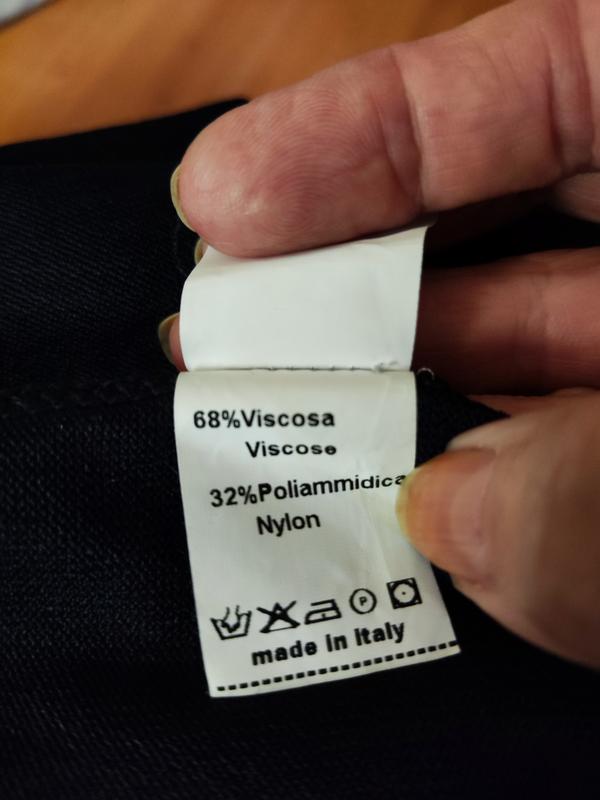 68%Viscosa
Viscose
32%Poliammidica
Nylon
P
made in Italy